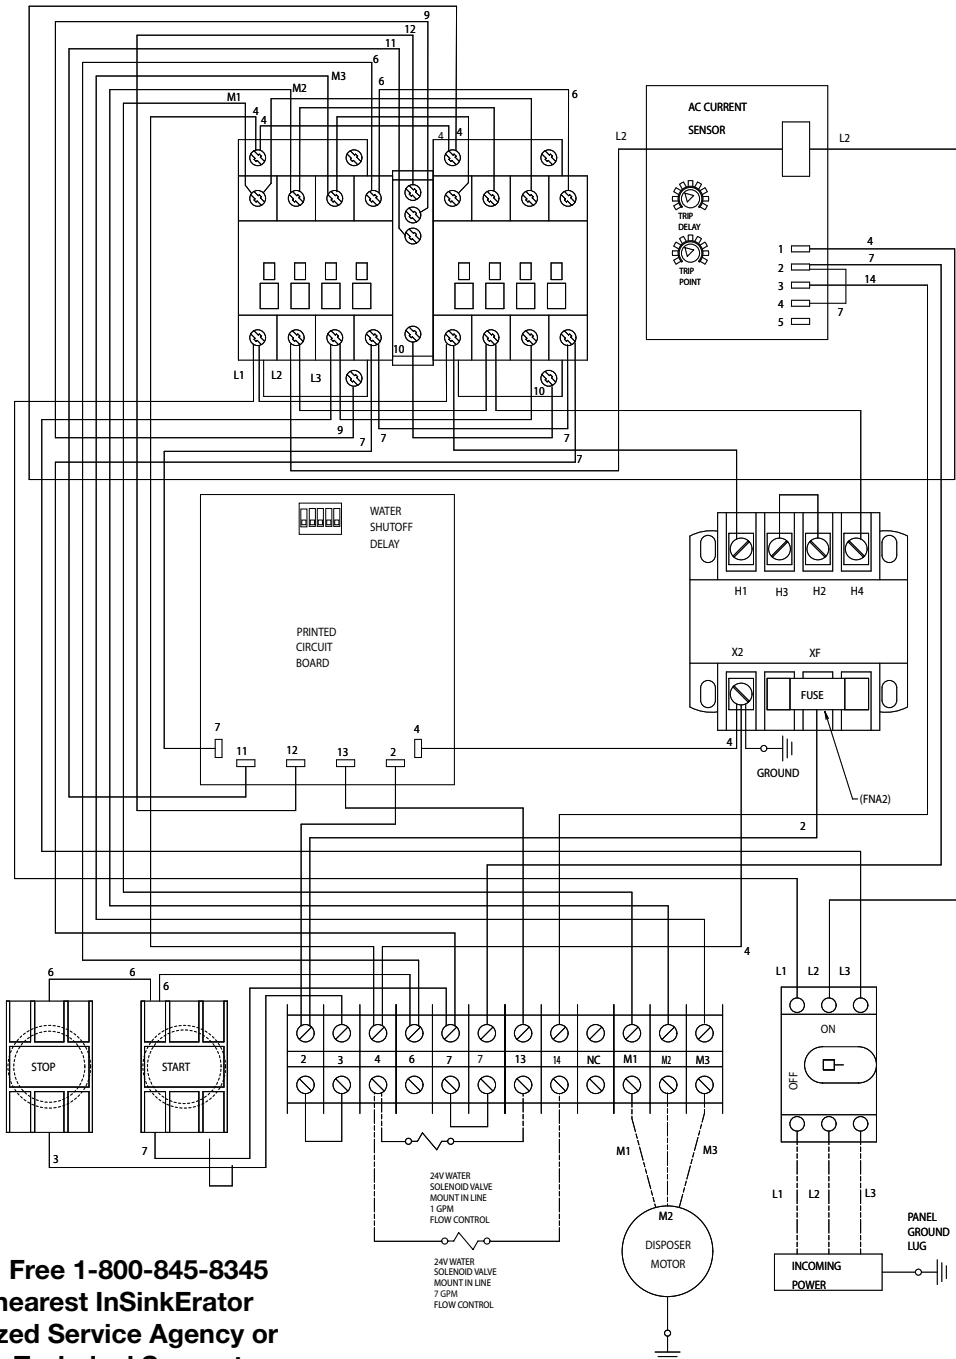 9
12
11
6
M3
6
M2
6
M1
4
4
4
4
AC CURRENT
SENSOR
L2
L2
TRIP
DELAY
TRIP
POINT
1
4
2
7
3
14
4
7
5
10
L1
L2
L3
10
9
7
7
7
7
WATER
SHUTOFF
DELAY
PRINTED
CIRCUIT
BOARD
H1
H3
H2
H4
X2
XF
FUSE
7
11
12
13
2
4
4
GROUND
(FNA2)
2
4
6
6
6
STOP
START
3
7
2
3
4
6
7
7
13
14
NC
M1
M2
M3
L1
L2
L3
ON
OFF
24V WATER
SOLENOID VALVE
MOUNT IN LINE
1 GPM
FLOW CONTROL
24V WATER
SOLENOID VALVE
MOUNT IN LINE
7 GPM
FLOW CONTROL
M1
M3
M2
DISPOSER
MOTOR
L1
L2
L3
INCOMING
POWER
PANEL
GROUND
LUG
Free 1-800-845-8345
nearest InSinkErator
zed Service Agency or